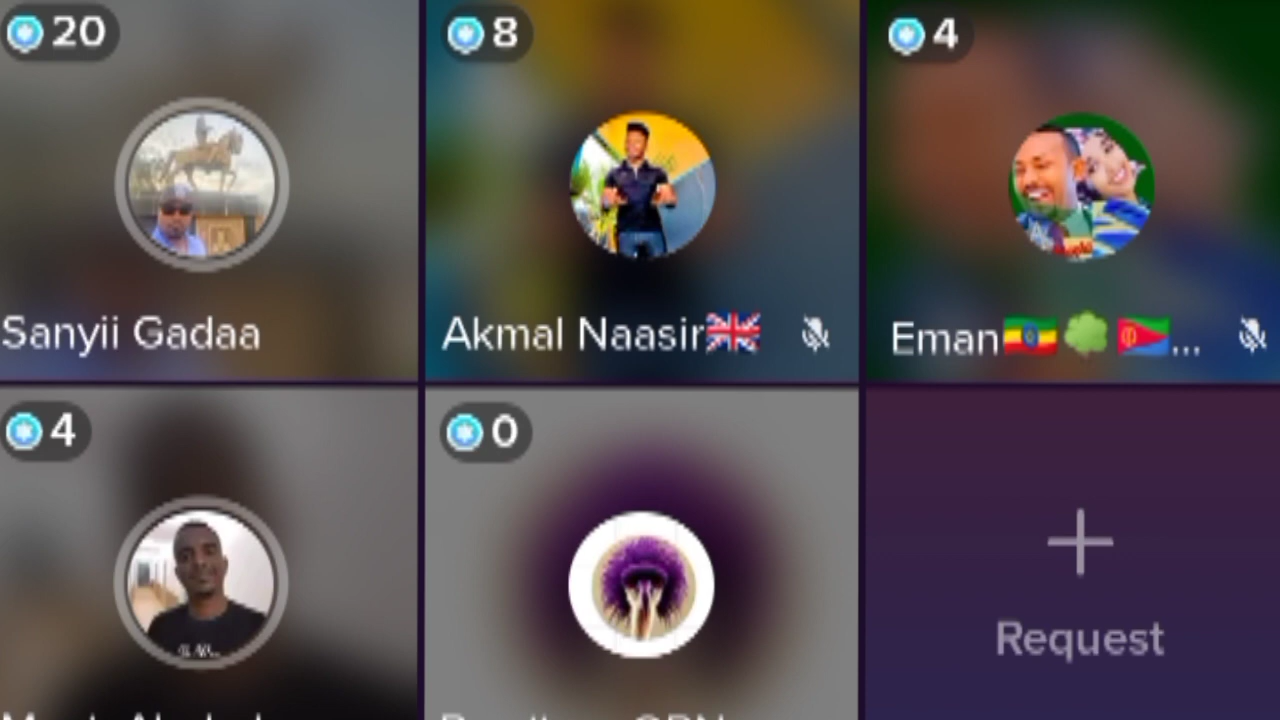 20
8
4
Sanyii Gadaa
Akmal Naasir🇬🇧
Eman🇪🇹🌳🇪🇷...
4
0
Request